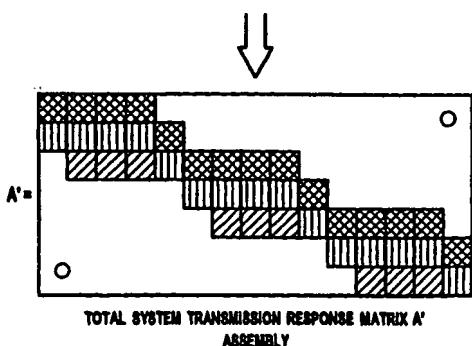 O
A' =
O
TOTAL SYSTEM TRANSMISSION RESPONSE MATRIX A'
ASSEMBLY